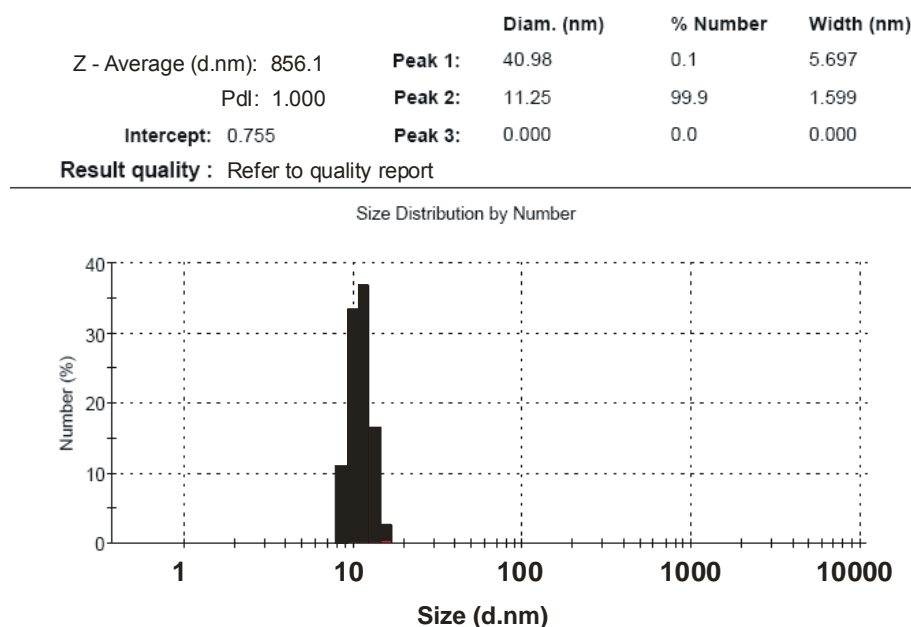 Diam. (nm) % Number Width (nm)
Z - Average (d.nm): 856.1 Peak 1: 40.98 0.1 5.697
PdI: 1.000 Peak 2: 11.25 99.9 1.599
Intercept: 0.755 Peak 3: 0.000 0.0 0.000
Result quality : Refer to quality report
Size Distribution by Number
40
30
20
10
0
Number (%)
1 10 100 1000 10000
Size (d.nm)